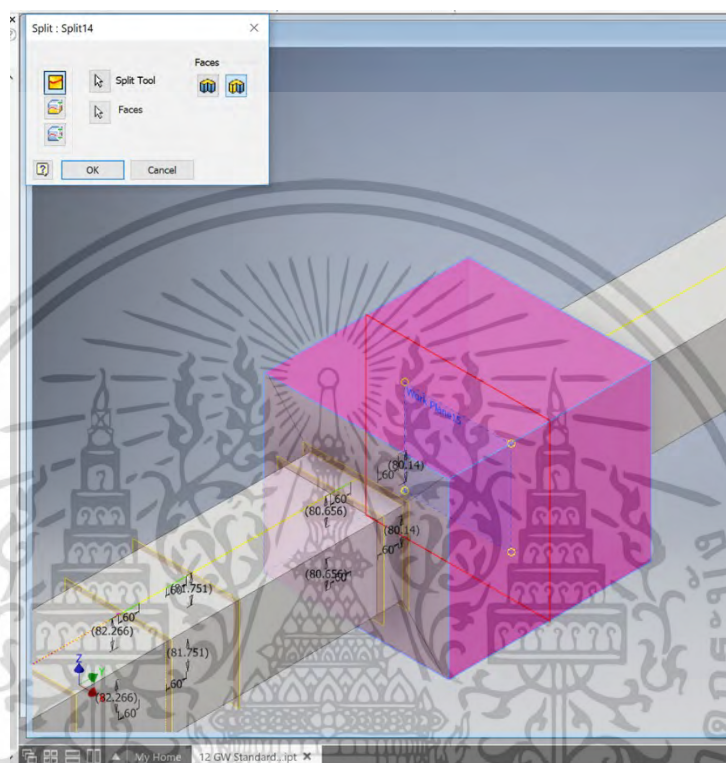 Split : Split14
Faces
Split Tool
Faces
OK
Cancel
Work Plane
(80.14)
.60
.60
(80.656)
(80.14)
.60
(80.656)
.60
(81.751)
.60
(82.266)
(81.751)
.60
Z
(82.266)
.60
My Home
12 GW Standard...ipt